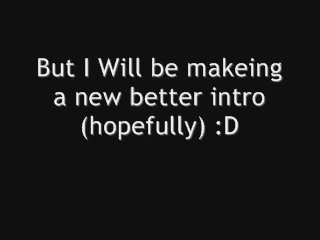 But I Will be makeing
a new better intro
(hopefully) :D